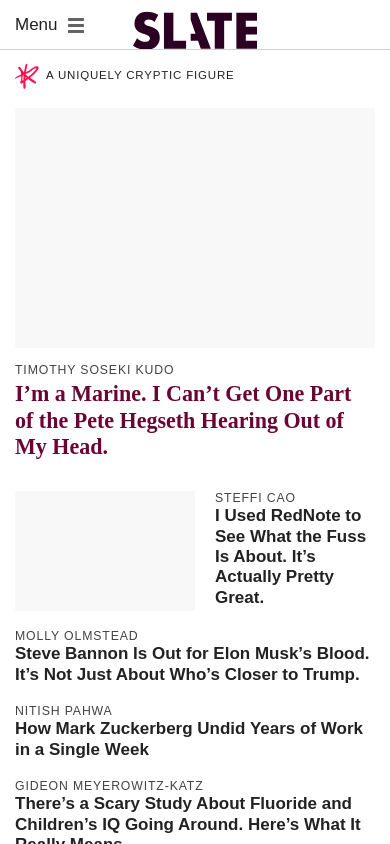 Menu
SLATE
A UNIQUELY CRYPTIC FIGURE
TIMOTHY SOSEKI KUDO
I’m a Marine. I Can’t Get One Part
of the Pete Hegseth Hearing Out of
My Head.
STEFFI CAO
I Used RedNote to
See What the Fuss
Is About. It’s
Actually Pretty
Great.
MOLLY OLMSTEAD
Steve Bannon Is Out for Elon Musk’s Blood.
It’s Not Just About Who’s Closer to Trump.
NITISH PAHWA
How Mark Zuckerberg Undid Years of Work
in a Single Week
GIDEON MEYEROWITZ-KATZ
There’s a Scary Study About Fluoride and
Children’s IQ Going Around. Here’s What It
Really Means.